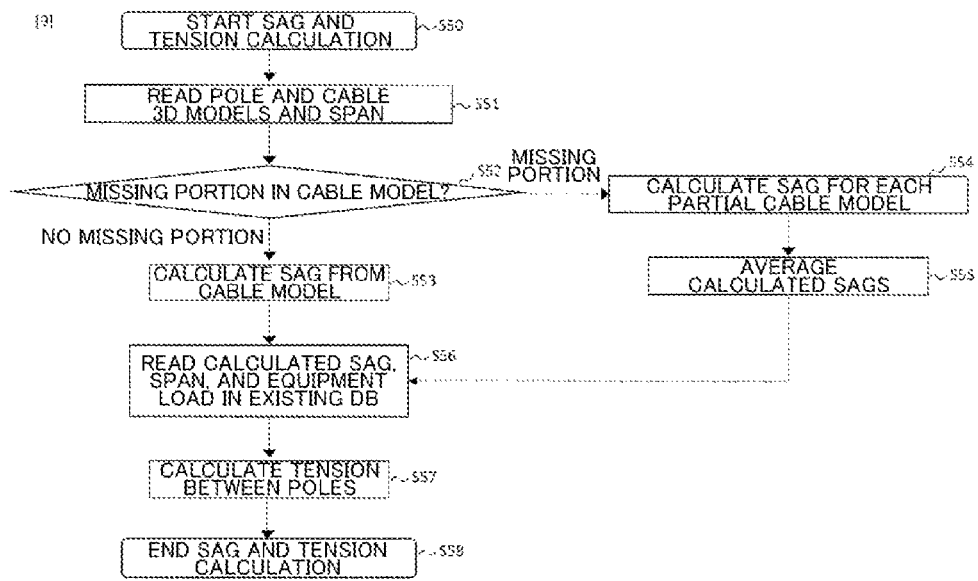 [9]
START SAG AND
TENSION CALCULATION
S50
READ POLE AND CABLE
3D MODELS AND SPAN
S51
MISSING PORTION IN CABLE MODEL?
S52
MISSING
PORTION
S54
CALCULATE SAG FOR EACH
PARTIAL CABLE MODEL
NO MISSING PORTION
CALCULATE SAG FROM
CABLE MODEL
S53
AVERAGE
CALCULATED SAGS
S55
READ CALCULATED SAG,
SPAN, AND EQUIPMENT
LOAD IN EXISTING DB
S56
CALCULATE TENSION
BETWEEN POLES
S57
END SAG AND TENSION
CALCULATION
S58